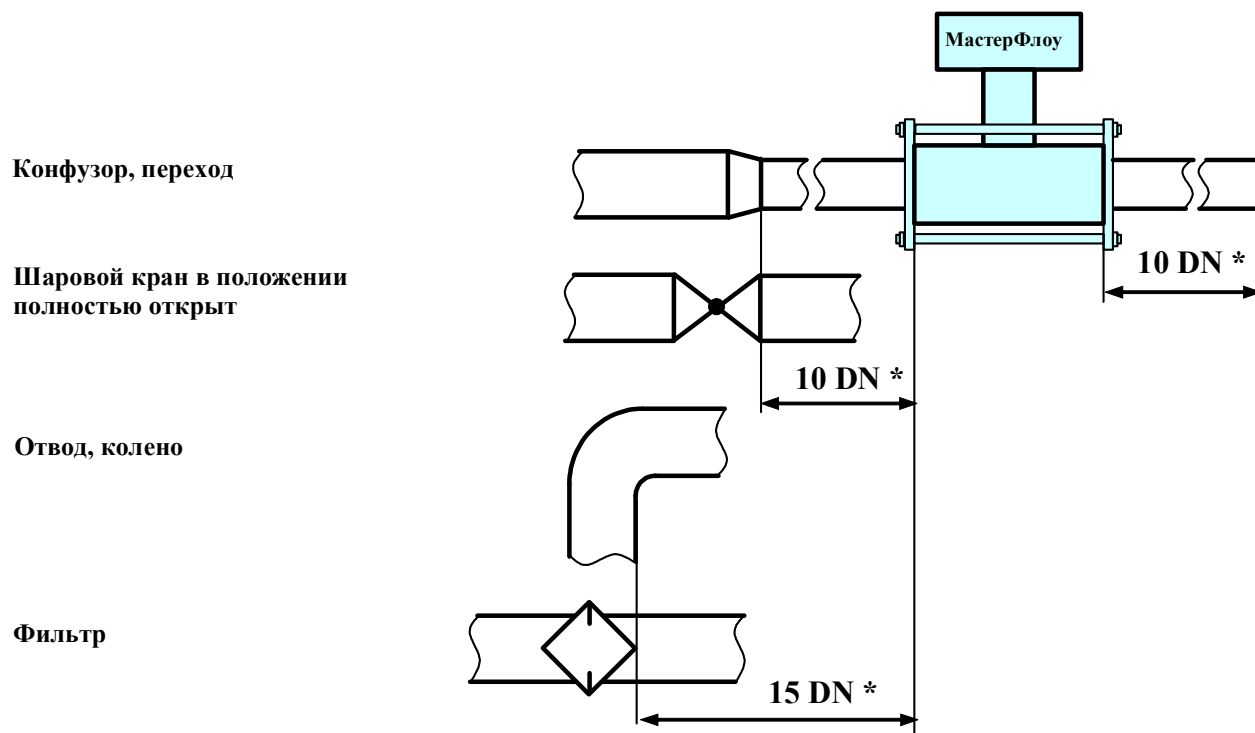 МастерФлоу
Конфузор, переход
10 DN *
Шаровой кран в положении
полностью открыт
10 DN *
Отвод, колено
Фильтр
15 DN *